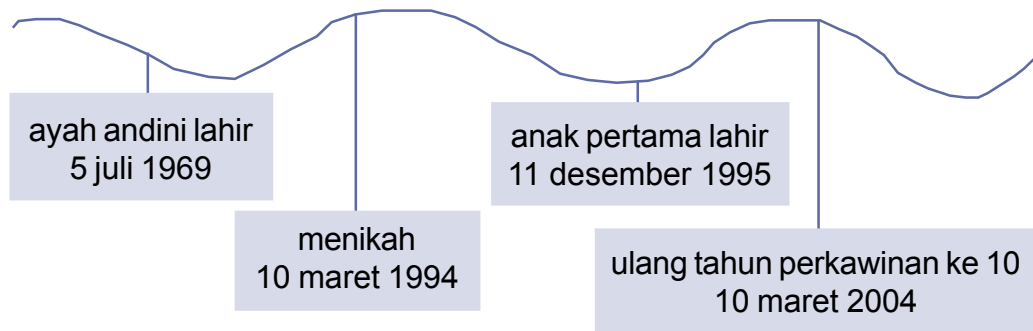 ayah andini lahir
5 juli 1969
menikah
10 maret 1994
anak pertama lahir
11 desember 1995
ulang tahun perkawinan ke 10
10 maret 2004